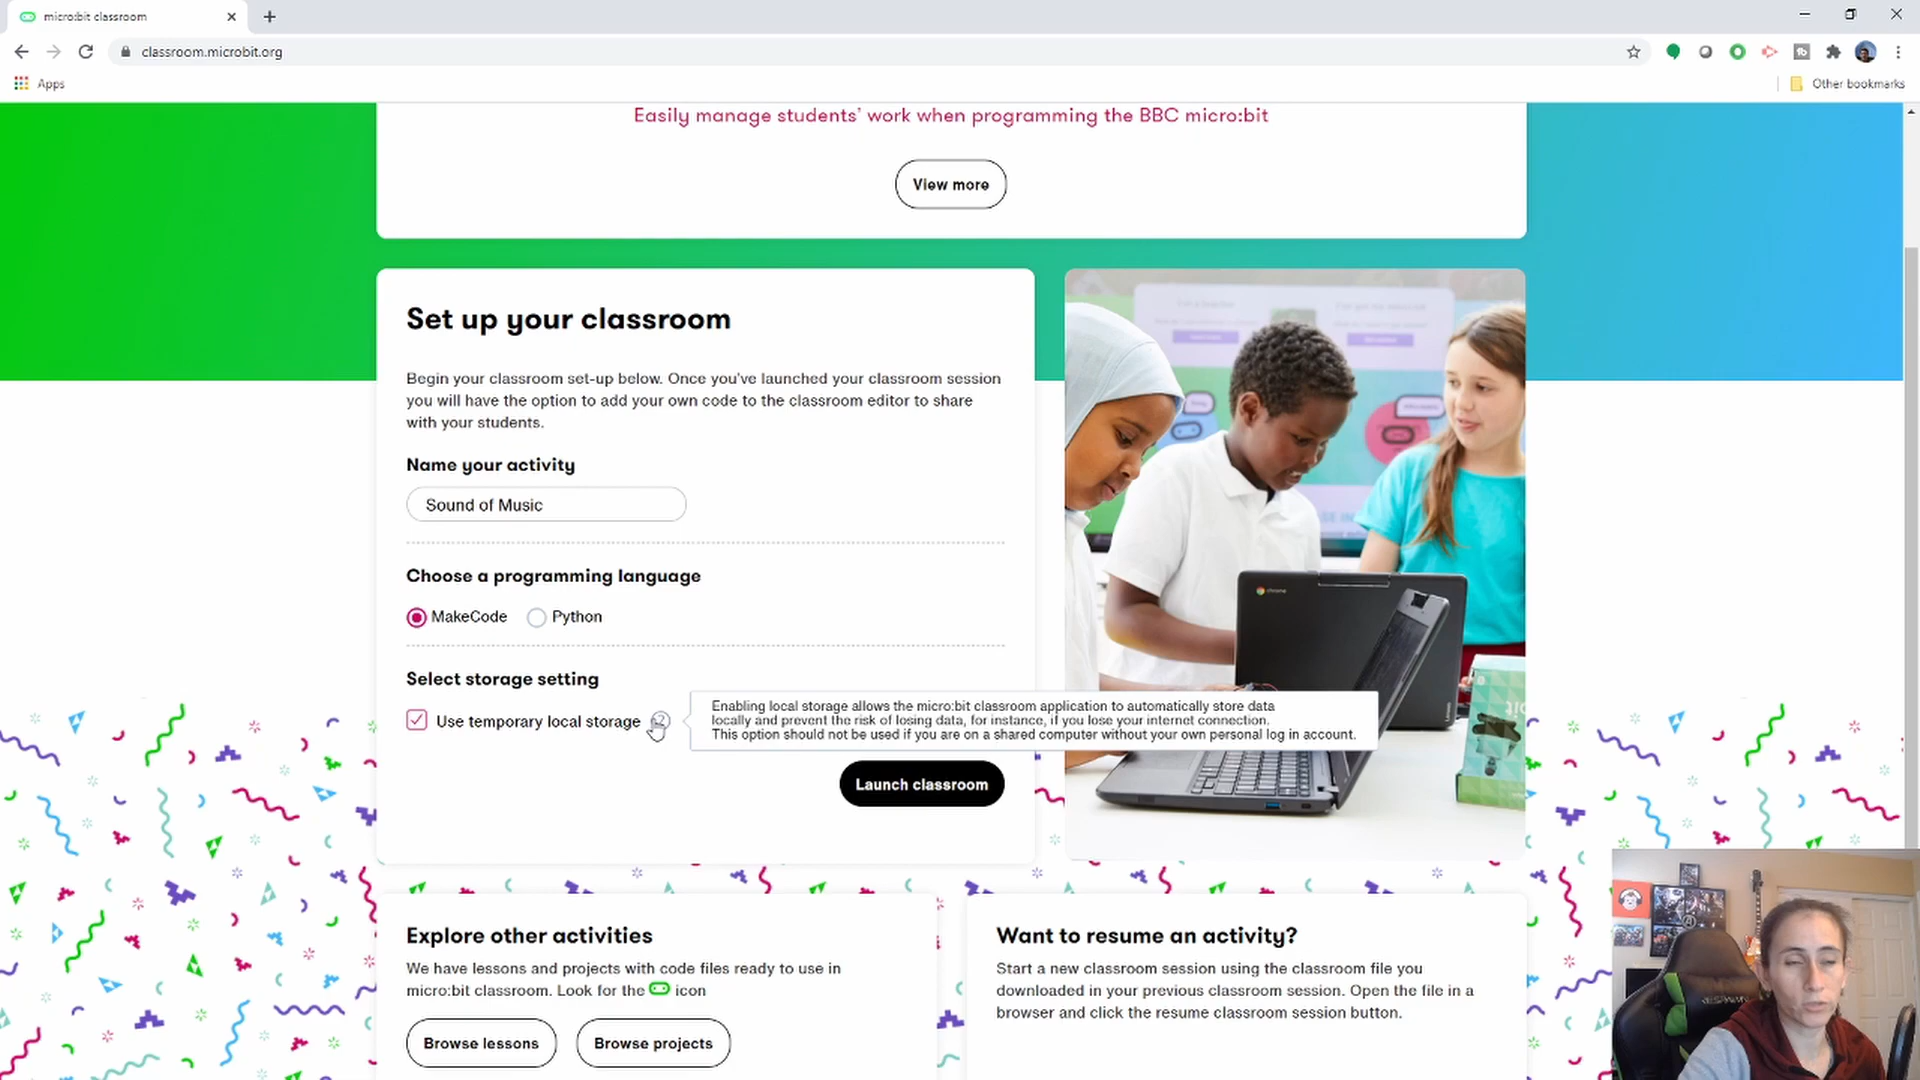 micro:bit classroom
classroom.microbit.org
Apps
Other bookmarks
Easily manage students' work when programming the BBC micro:bit
View more
Set up your classroom
Begin your classroom set-up below. Once you've launched your classroom session
you will have the option to add your own code to the classroom editor to share
with your students.
Name your activity
Sound of Music
Choose a programming language
MakeCode Python
Select storage setting
Use temporary local storage
Enabling local storage allows the micro:bit classroom application to automatically store data
locally and prevent the risk of losing data, for instance, if you lose your internet connection.
This option should not be used if you are on a shared computer without your own personal log in account.
Launch classroom
chrome
Explore other activities
We have lessons and projects with code files ready to use in
micro:bit classroom. Look for the icon
Browse lessons
Browse projects
Want to resume an activity?
Start a new classroom session using the classroom file you
downloaded in your previous classroom session. Open the file in a
browser and click the resume classroom session button.